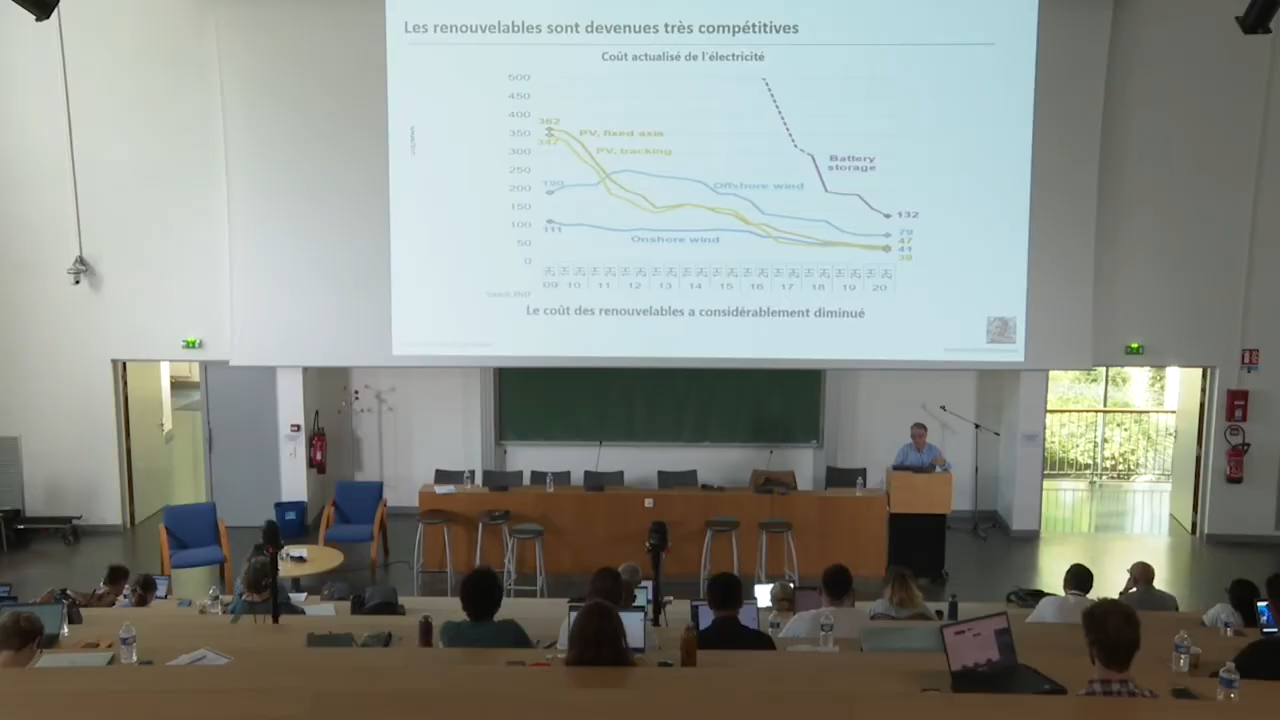 Les renouvelables sont devenues très compétitives
Coût actualisé de l'électricité
500
450
400
350
300
250
200
150
100
50
0
362
347
190
111
PV, fixed axis
PV, tracking
Offshore wind
Onshore wind
Battery
storage
132
79
47
41
39
09 10 11 12 13 14 15 16 17 18 19 20
Le coût des renouvelables a considérablement diminué